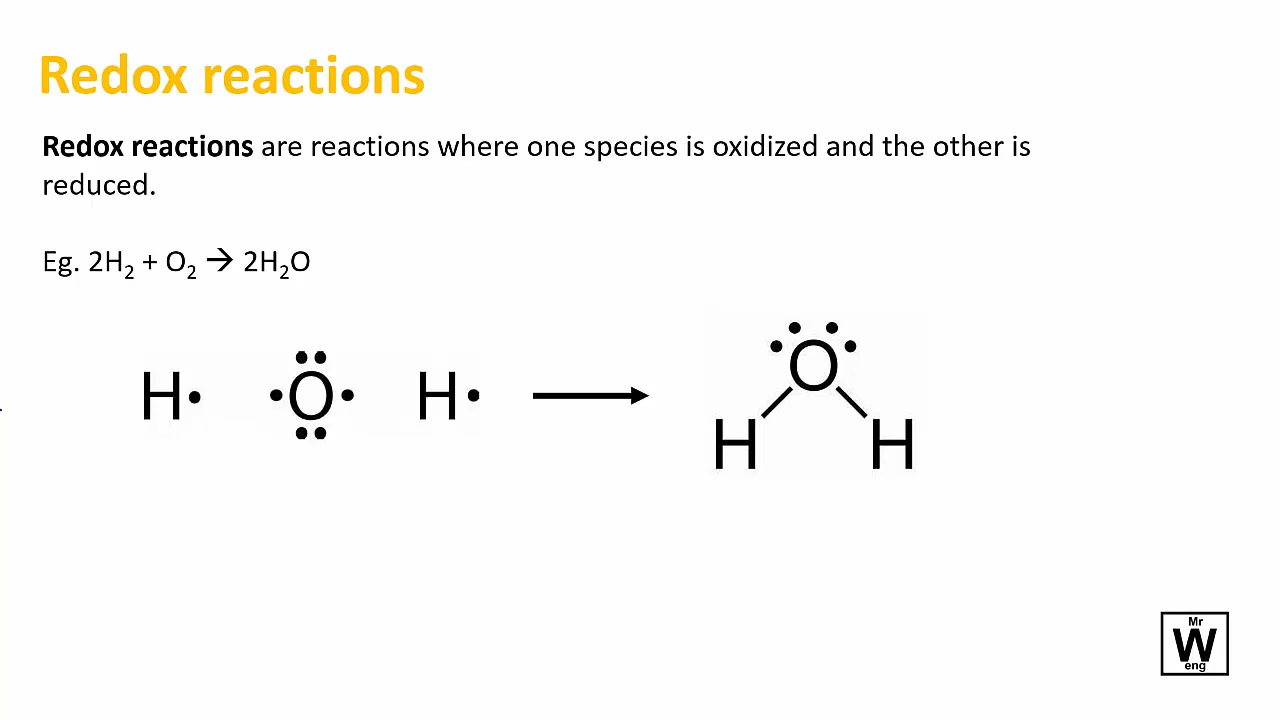 Redox reactions
Redox reactions are reactions where one species is oxidized and the other is
reduced.
Eg. 2H₂ + O₂ → 2H₂O
H O H O
H H
Mr
W
eng